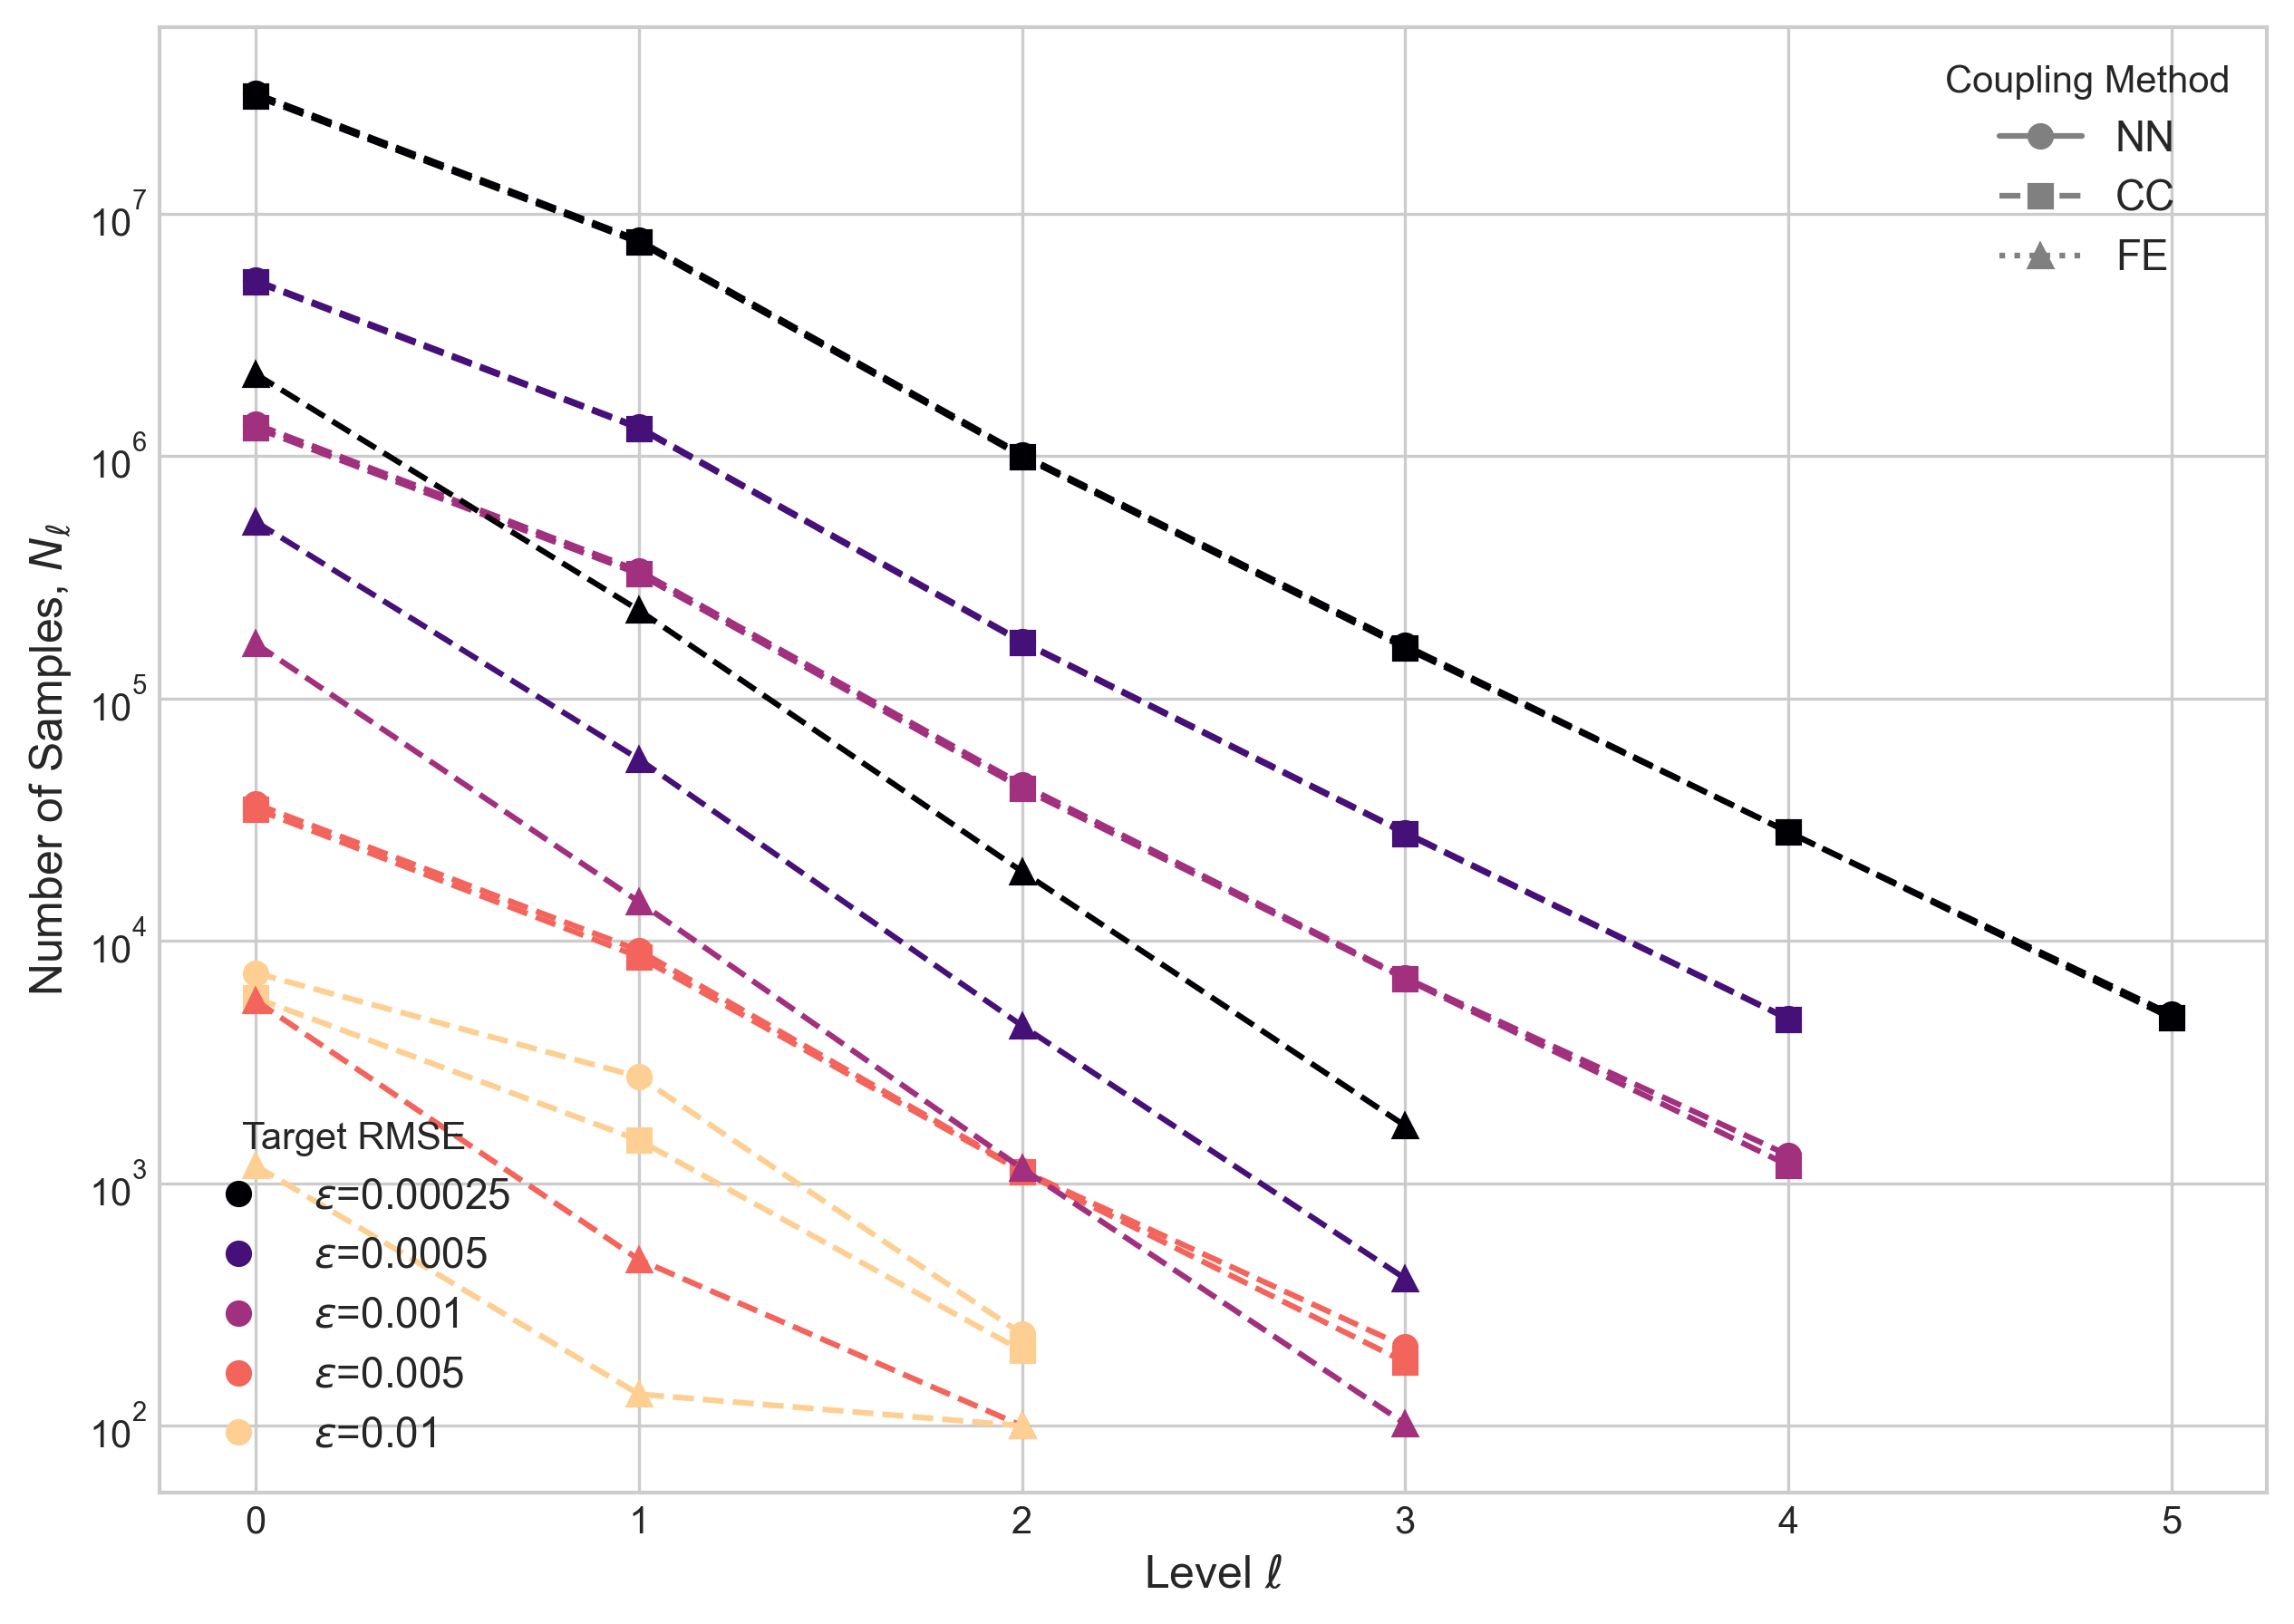 Coupling Method
NN
CC
FE
Number of Samples, N_ℓ
10^7
10^6
10^5
10^4
10^3
10^2
Target RMSE
ε=0.00025
ε=0.0005
ε=0.001
ε=0.005
ε=0.01
0 1 2 3 4 5
Level ℓ